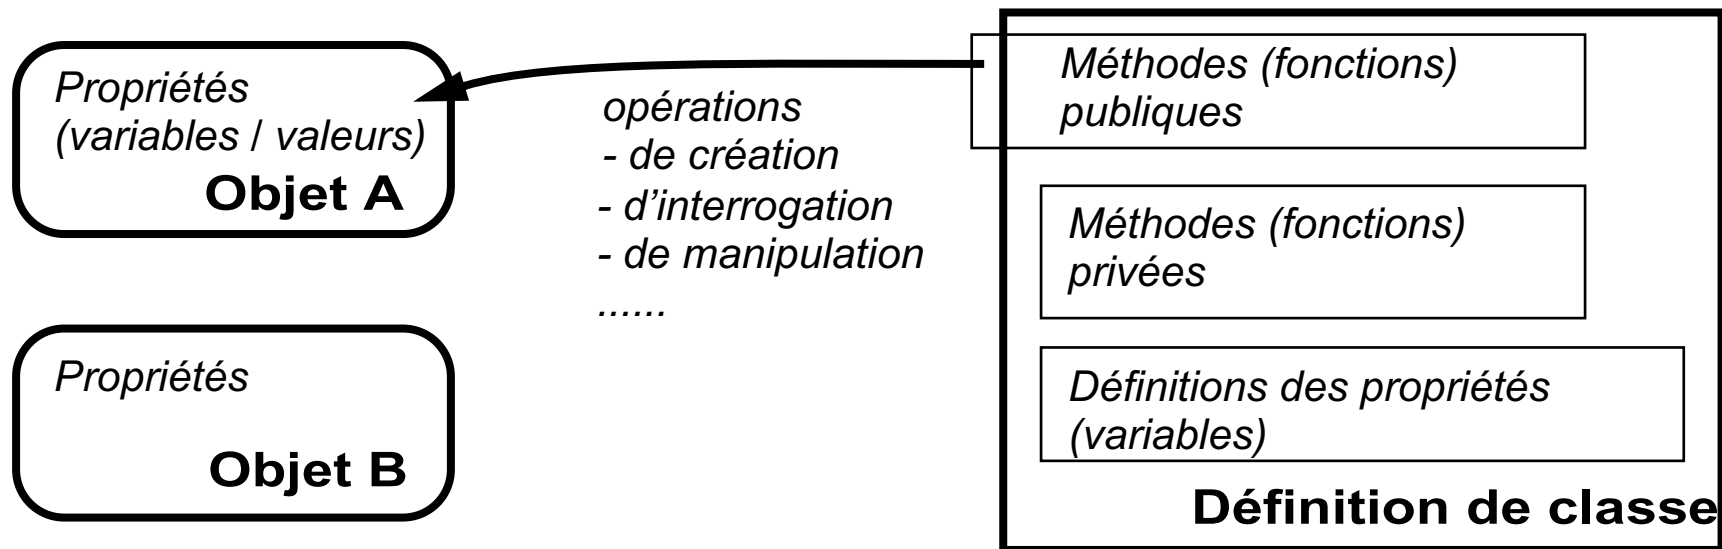 Propriétés
(variables / valeurs)
Objet A
opérations
- de création
- d’interrogation
- de manipulation
......
Méthodes (fonctions)
publiques
Méthodes (fonctions)
privées
Définitions des propriétés
(variables)
Définition de classe
Propriétés
Objet B